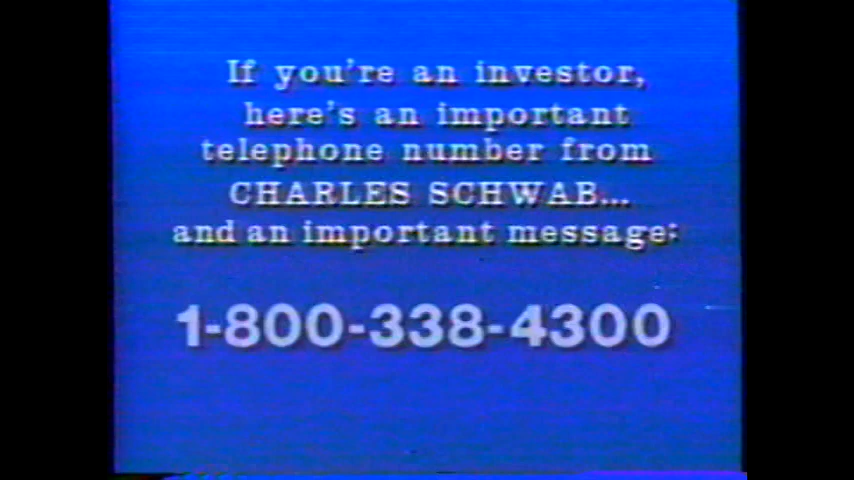 If you're an investor,
here's an important
telephone number from
CHARLES SCHWAB...
and an important message:
1-800-338-4300